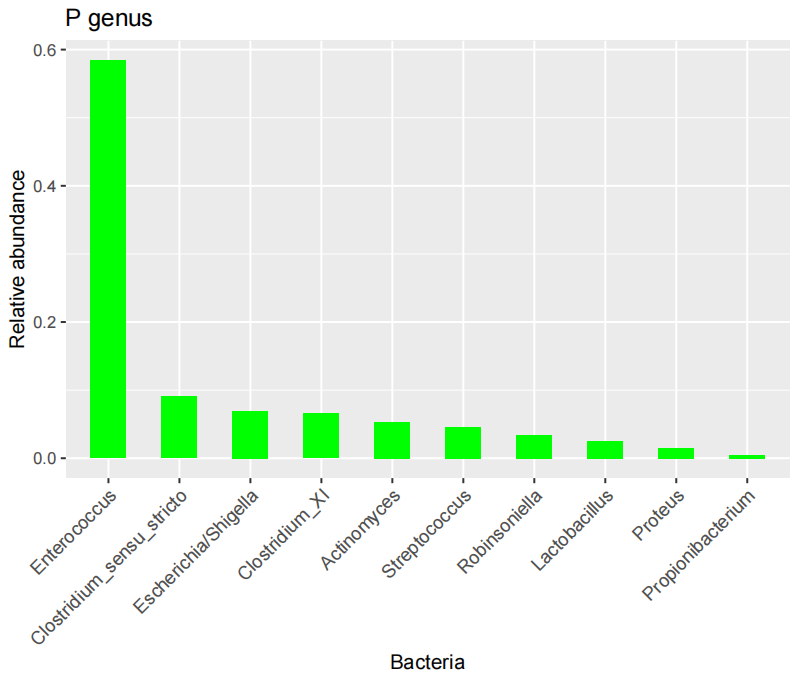 P genus
Relative abundance
0.6
0.4
0.2
0.0
Enterococcus
Clostridium_sensu_stricto
Escherichia/Shigella
Clostridium_XI
Actinomyces
Streptococcus
Robinsoniella
Lactobacillus
Proteus
Propionibacterium
Bacteria